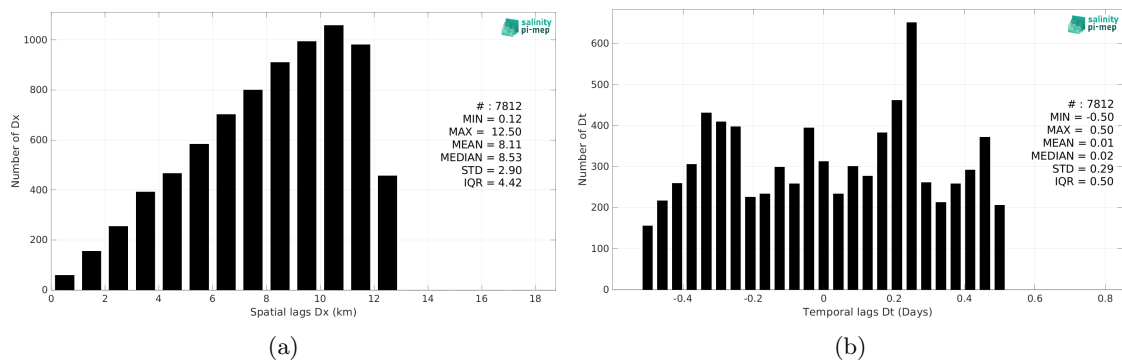 salinity
pi-mep
1000
800
600
400
200
0
Number of Dx
# : 7812
MIN = 0.12
MAX = 12.50
MEAN = 8.11
MEDIAN = 8.53
STD = 2.90
IQR = 4.42
0 2 4 6 8 10 12 14 16 18
Spatial lags Dx (km)
(a)
salinity
pi-mep
600
500
400
300
200
100
0
Number of Dt
# : 7812
MIN = -0.50
MAX = 0.50
MEAN = 0.01
MEDIAN = 0.02
STD = 0.29
IQR = 0.50
-0.4 -0.2 0 0.2 0.4 0.6 0.8
Temporal lags Dt (Days)
(b)